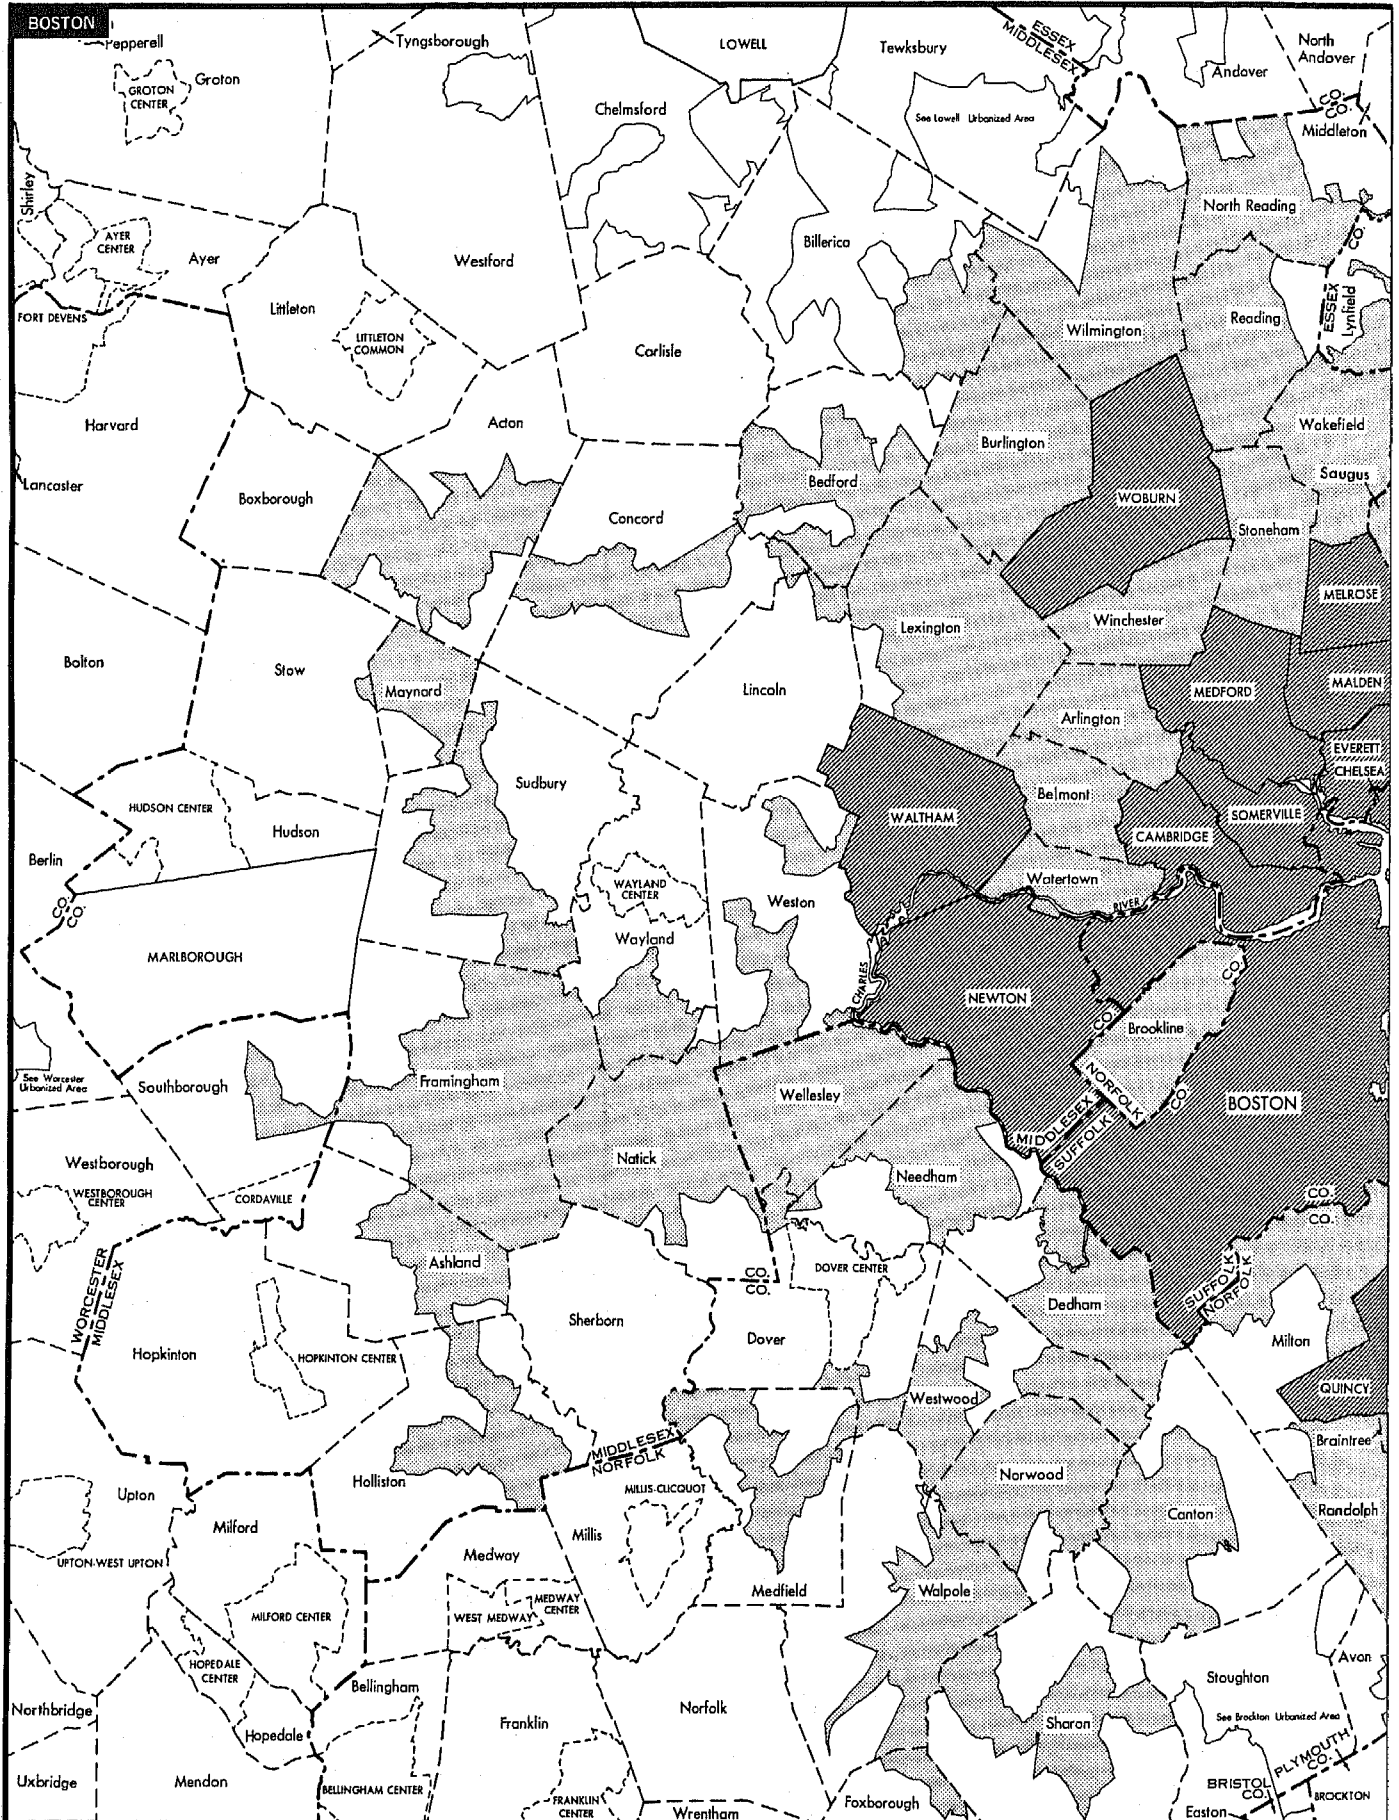 BOSTON
Pepperell
Tyngsborough
LOWELL
Tewksbury
ESSEX
MIDDLESEX
North
Andover
Andover
Groton
GROTON
CENTER
Chelmsford
See Lowell Urbanized Area
CO.
CO.
Middleton
Shirley
North Reading
AYER
CENTER
Ayer
Westford
Billerica
CO.
ESSEX
Lynfield
FORT DEVENS
Littleton
LITTLETON
COMMON
Carlisle
Wilmington
Reading
Harvard
Acton
Burlington
Wakefield
Lancaster
Boxborough
Concord
Bedford
WOBURN
Saugus
Stoneham
MELROSE
Winchester
Lexington
Bolton
Stow
Maynard
Lincoln
MEDFORD
MALDEN
Arlington
EVERETT
CHELSEA
Sudbury
Belmont
HUDSON CENTER
Hudson
WALTHAM
CAMBRIDGE
SOMERVILLE
Berlin
WAYLAND
CENTER
Watertown
CO.
CO.
Weston
RIVER
Wayland
MARLBOROUGH
CHARLES
NEWTON
CO.
CO.
Brookline
See Worcester
Urbanized Area
Southborough
Framingham
Wellesley
NORFOLK
CO.
BOSTON
MIDDLESEX
SUFFOLK
Westborough
Natick
Needham
WESTBOROUGH
CENTER
CORDAVILLE
CO.
CO.
WORCESTER
MIDDLESEX
Ashland
CO.
CO.
DOVER CENTER
SUFFOLK
NORFOLK
Dedham
Sherborn
Dover
Milton
Hopkinton
HOPKINTON CENTER
QUINCY
Westwood
MIDDLESEX
NORFOLK
Braintree
Norwood
Holliston
MILLIS-CLICQUOT
Upton
Milford
Millis
Canton
Randolph
UPTON-WEST UPTON
Medway
Medfield
Walpole
MILFORD CENTER
WEST MEDWAY
MEDWAY
CENTER
HOPEDALE
CENTER
Bellingham
Stoughton
Avon
Northbridge
Hopedale
Franklin
Norfolk
Sharon
See Brockton Urbanized Area
Uxbridge
Mendon
BELLINGHAM CENTER
FRANKLIN
CENTER
Wrentham
Foxborough
BRISTOL
CO.
PLYMOUTH
CO.
Easton
BROCKTON